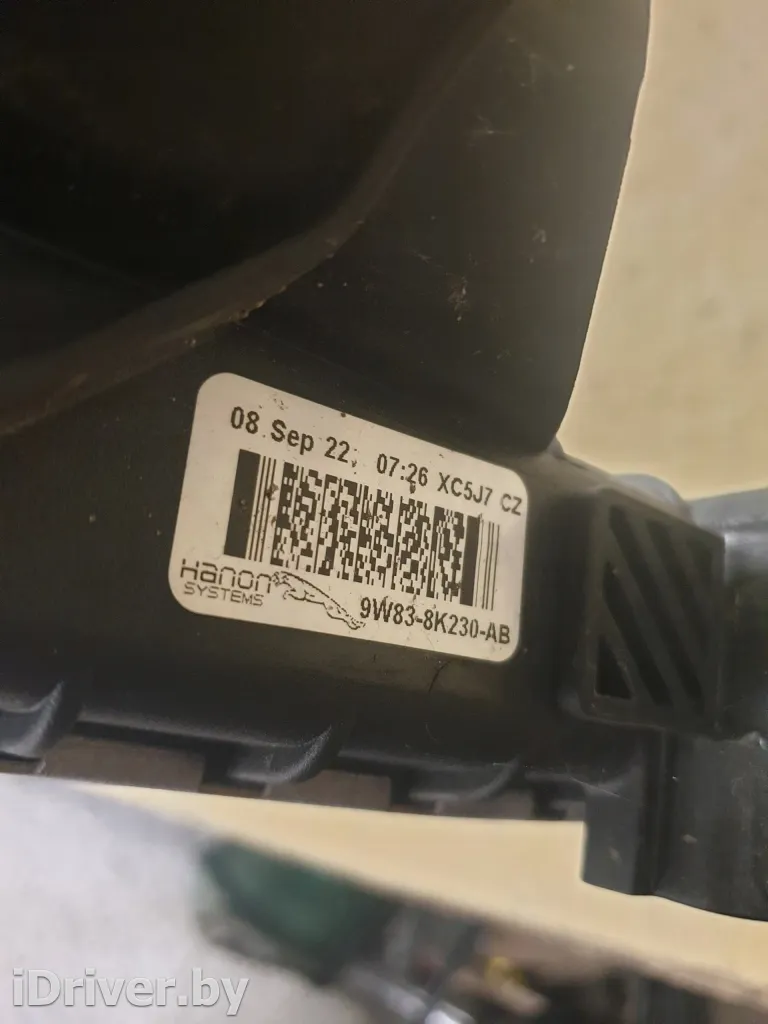 08 Sep 22 07:26 XC5J7 CZ
Hanon
SYSTEMS
9W83-8K230-AB
iDriver.by